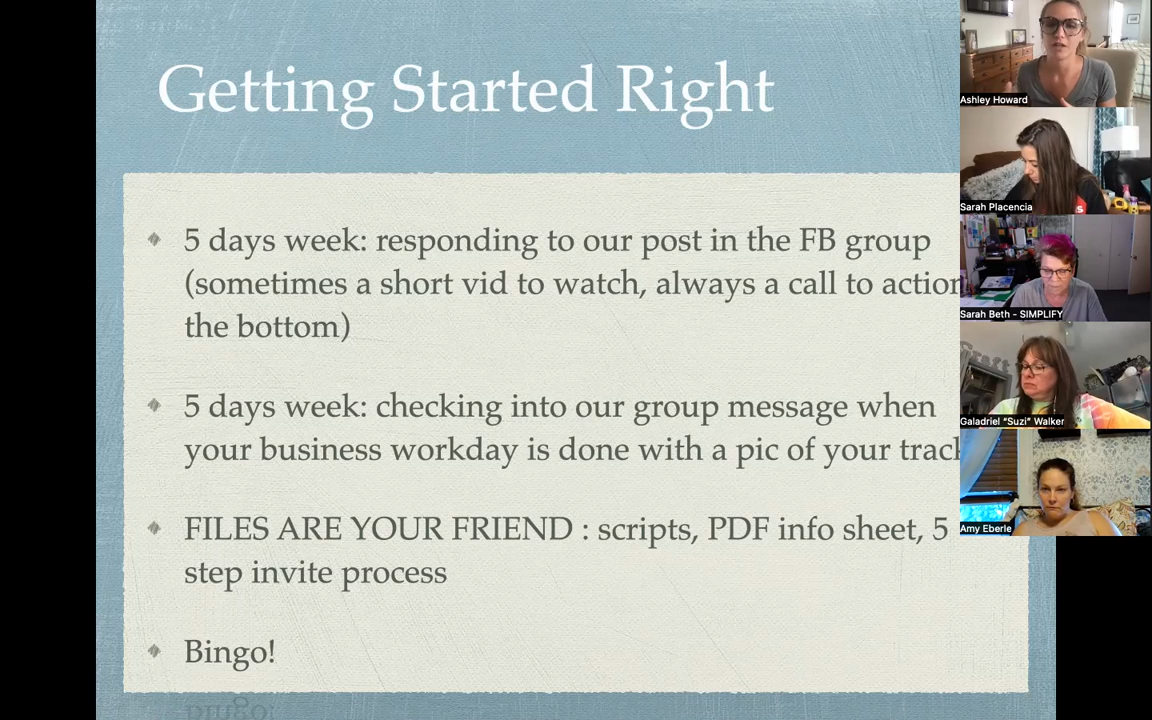 Getting Started Right
5 days week: responding to our post in the FB group
(sometimes a short vid to watch, always a call to action
the bottom)
5 days week: checking into our group message when
your business workday is done with a pic of your
FILES ARE YOUR FRIEND : scripts, PDF info sheet, 5
step invite process
Bingo!
Ashley Howard
Sarah Placencia
Sarah Beth - SIMPLIFY
Galadriel “Suzi” Walker
Amy Eberle